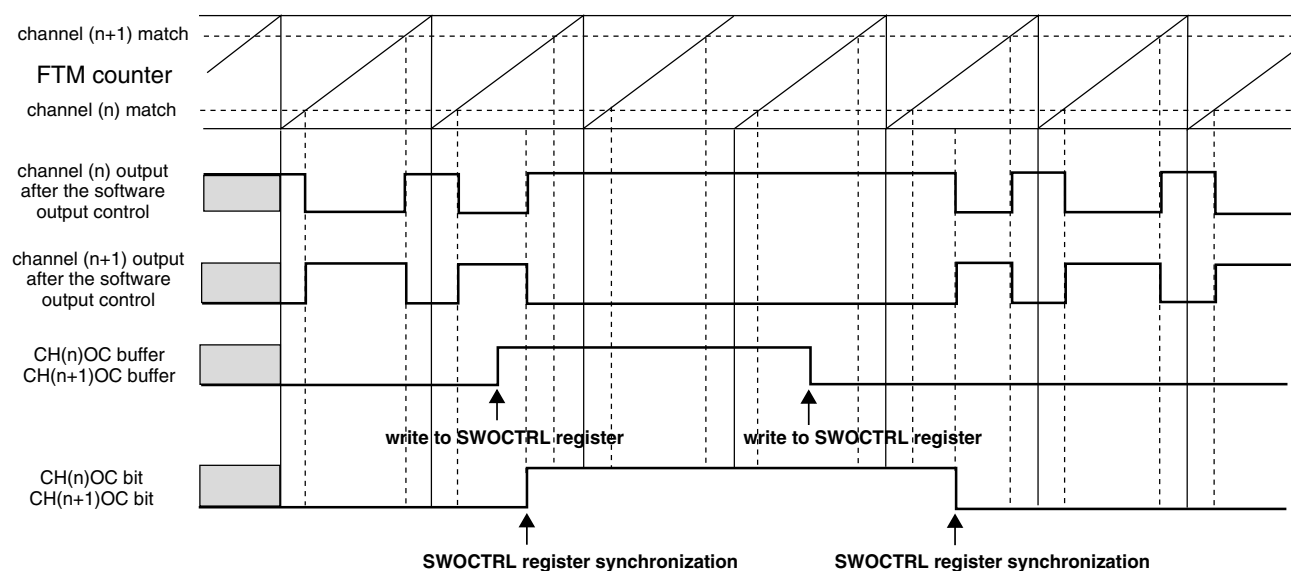 channel (n+1) match
FTM counter
channel (n) match
channel (n) output
after the software
output control
channel (n+1) output
after the software
output control
CH(n)OC buffer
CH(n+1)OC buffer
write to SWOCTRL register
write to SWOCTRL register
CH(n)OC bit
CH(n+1)OC bit
SWOCTRL register synchronization
SWOCTRL register synchronization